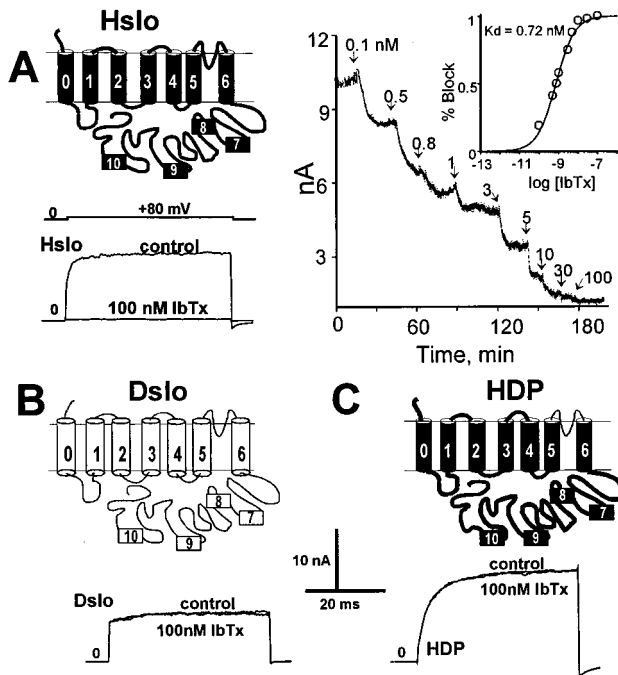 Hslo
A
0 1 2 3 4 5 6
8
7
10
9
0
+80 mV
Hslo
control
0
100 nM IbTx
12
9
6
3
nA
0.1 nM
0.5
0.8
1
3
5
10
30
100
0 60 120 180
Time, min
1
0.5
0
% Block
Kd = 0.72 nM
-13 -11 -9 -7
log [IbTx]
B
Dslo
0 1 2 3 4 5 6
8
7
10
9
Dslo
control
100nM IbTx
0
10 nA
20 ms
C
HDP
0 1 2 3 4 5 6
8
7
10
9
control
100nM IbTx
0
HDP